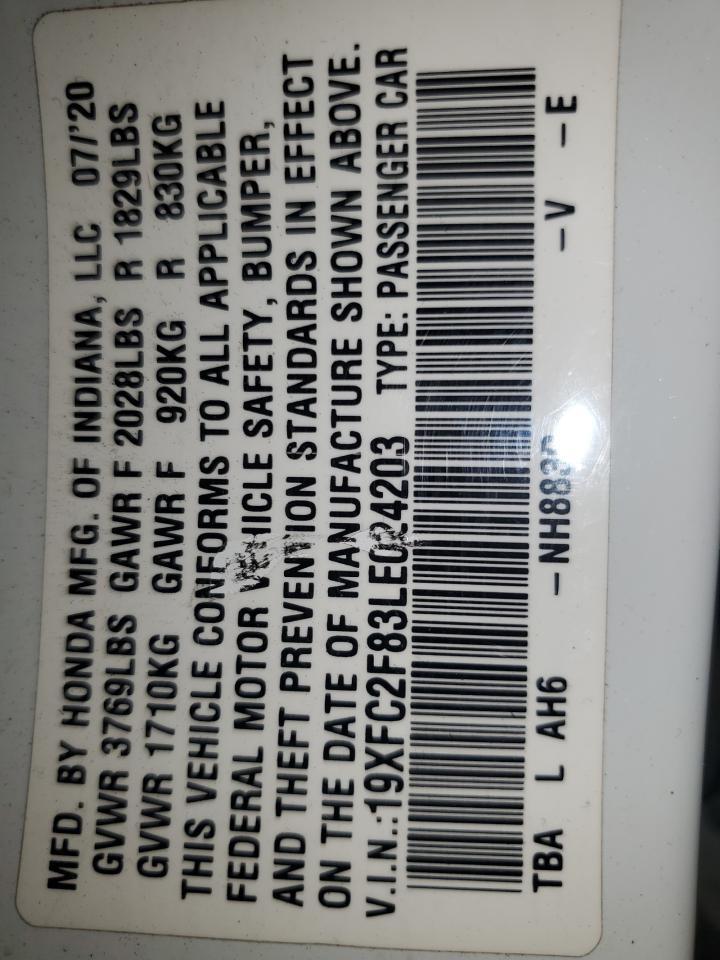 MFD. BY HONDA MFG. OF INDIANA, LLC 07/'20
GVWR 3769LBS GAWR F 2028LBS R 1829LBS
GVWR 1710KG GAWR F 920KG R 830KG
THIS VEHICLE CONFORMS TO ALL APPLICABLE
FEDERAL MOTOR VEHICLE SAFETY, BUMPER,
AND THEFT PREVENTION STANDARDS IN EFFECT
ON THE DATE OF MANUFACTURE SHOWN ABOVE.
V.I.N.: TYPE: PASSENGER CAR
TBA L AH6 – –V –E